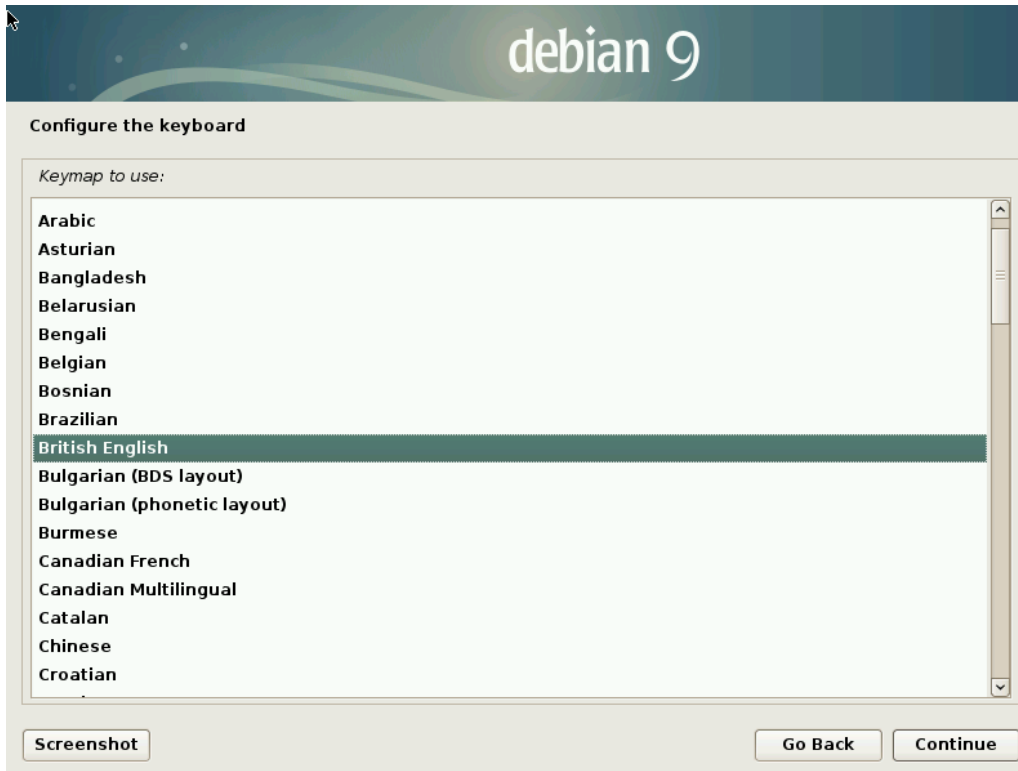 debian 9
Configure the keyboard
Keymap to use:
Arabic
Asturian
Bangladesh
Belarusian
Bengali
Belgian
Bosnian
Brazilian
British English
Bulgarian (BDS layout)
Bulgarian (phonetic layout)
Burmese
Canadian French
Canadian Multilingual
Catalan
Chinese
Croatian
Screenshot
Go Back
Continue